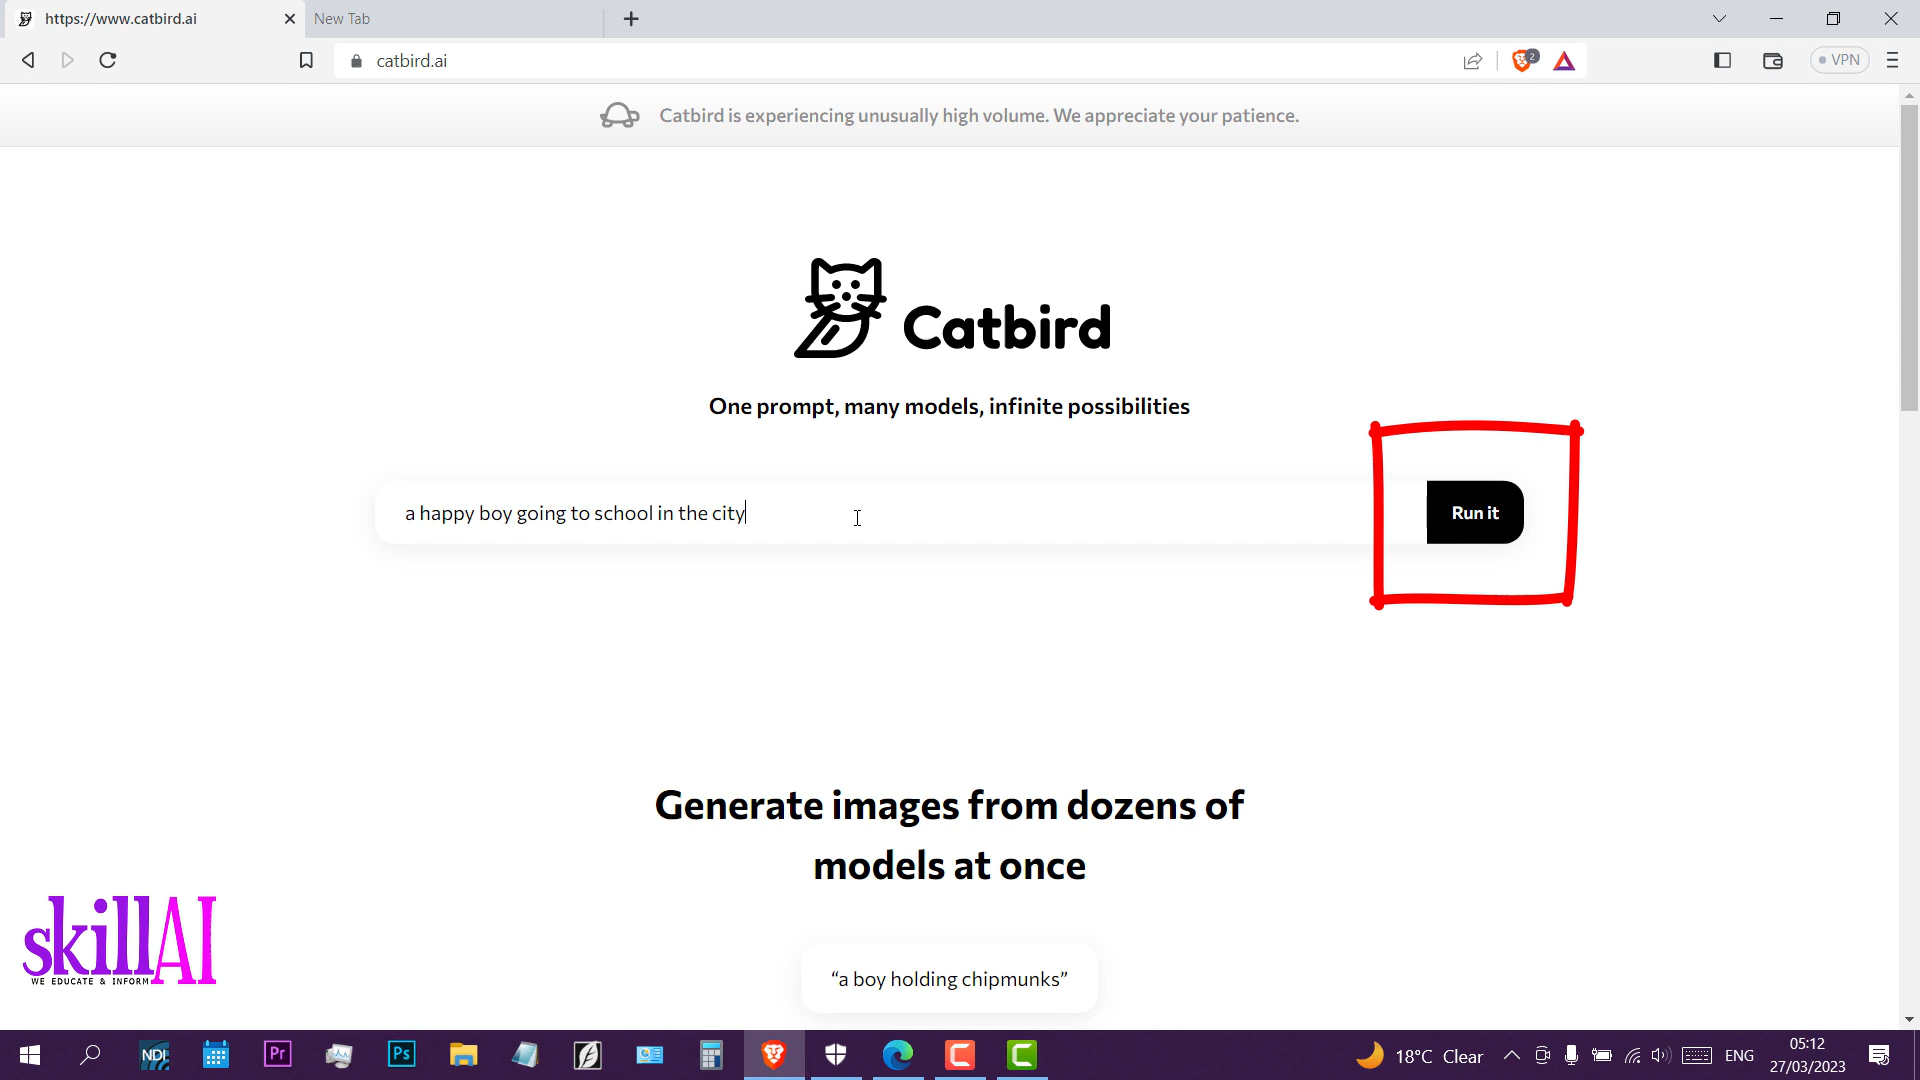 https://www.catbird.ai
New Tab
catbird.ai
2
VPN
Catbird is experiencing unusually high volume. We appreciate your patience.
Catbird
One prompt, many models, infinite possibilities
a happy boy going to school in the city
Run it
Generate images from dozens of
models at once
“a boy holding chipmunks”
skillAI
WE EDUCATE & INFORM
NDI
Pr
Ps
18°C Clear
ENG
05:12
27/03/2023